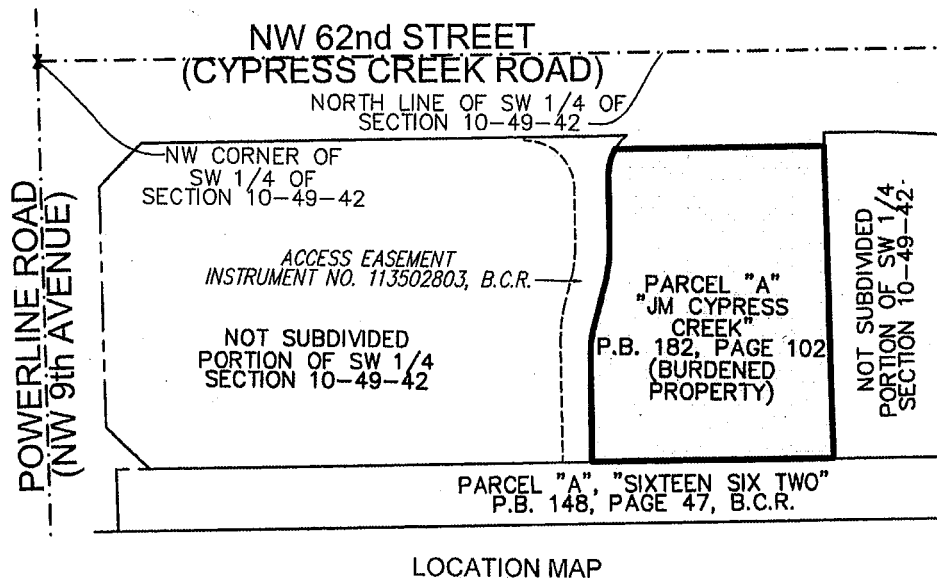 NW 62nd STREET
(CYPRESS CREEK ROAD)
NORTH LINE OF SW 1/4 OF
SECTION 10-49-42
NW CORNER OF
SW 1/4 OF
SECTION 10-49-42
POWERLINE ROAD
(NW 9th AVENUE)
ACCESS EASEMENT
INSTRUMENT NO. 113502803, B.C.R.
NOT SUBDIVIDED
PORTION OF SW 1/4
SECTION 10-49-42
PARCEL "A"
"JM CYPRESS
CREEK"
P.B. 182, PAGE 102
(BURDENED
PROPERTY)
NOT SUBDIVIDED
PORTION OF SW 1/4
SECTION 10-49-42
PARCEL "A", "SIXTEEN SIX TWO"
P.B. 148, PAGE 47, B.C.R.
LOCATION MAP